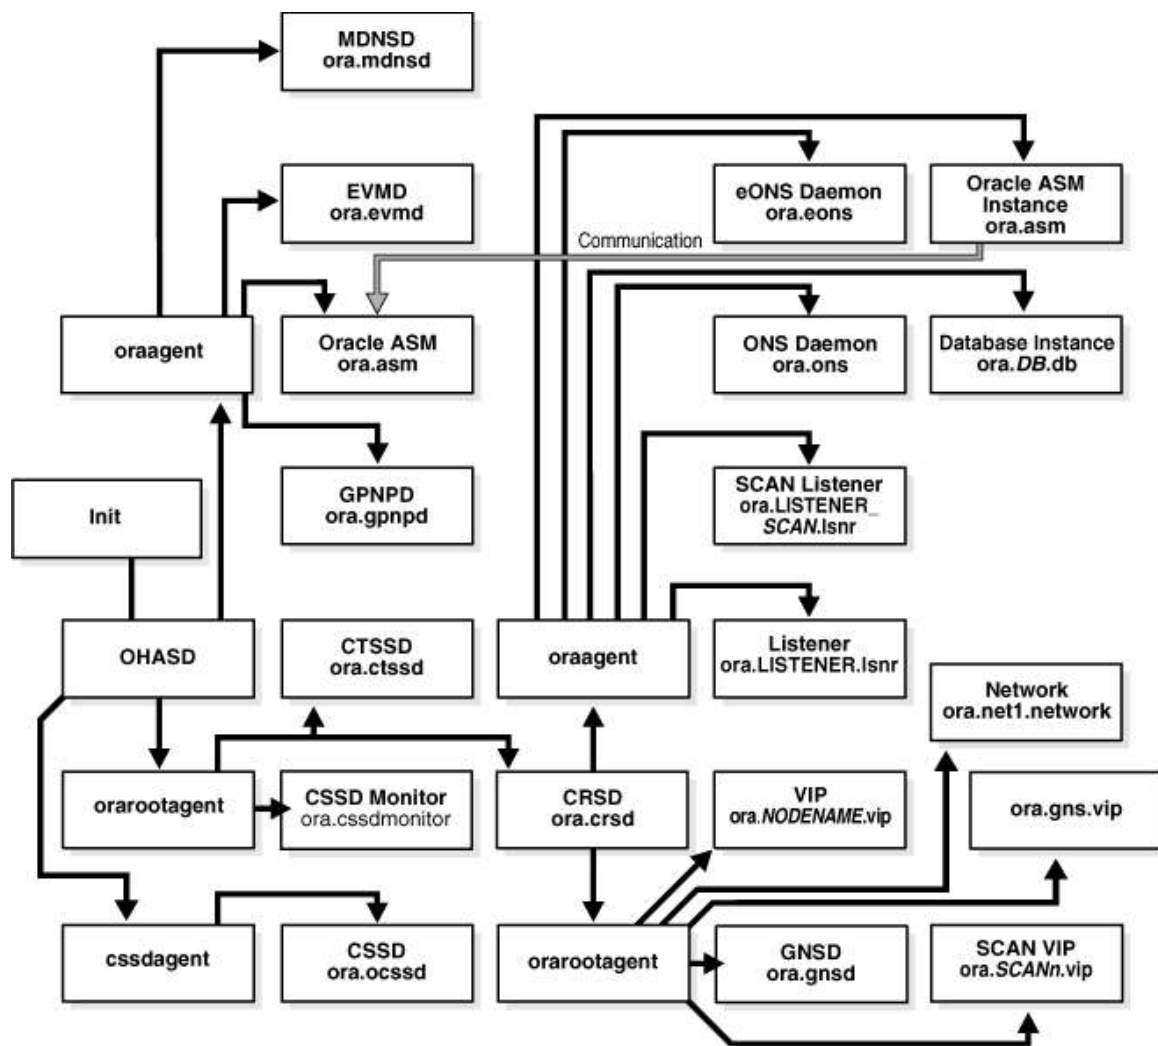 MDNSD
ora.mdnsd
EVMD
ora.evmd
eONS Daemon
ora.eons
Oracle ASM
Instance
ora.asm
Communication
oraagent
Oracle ASM
ora.asm
ONS Daemon
ora.ons
Database Instance
ora.DB.db
Init
GPNPD
ora.gpnpd
SCAN Listener
ora.LISTENER_
SCAN.lsnr
OHASD
CTSSD
ora.ctssd
oraagent
Listener
ora.LISTENER.lsnr
Network
ora.net1.network
orarootagent
CSSD Monitor
ora.cssdmonitor
CRSD
ora.crsd
VIP
ora.NODENAME.vip
ora.gns.vip
cssdagent
CSSD
ora.ocssd
orarootagent
GNSD
ora.gnsd
SCAN VIP
ora.SCANn.vip